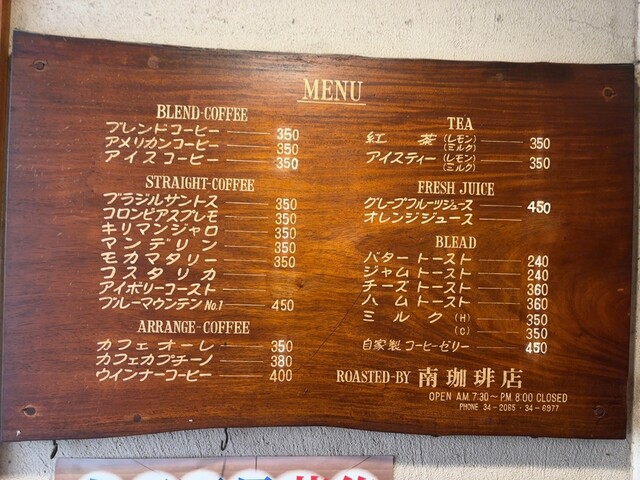 MENU
BLEND-COFFEE
ブレンドコーヒー 350
アメリカンコーヒー 350
アイスコーヒー 350
STRAIGHT-COFFEE
ブラジルサントス 350
コロンビアスプレモ 350
キリマンジャロ 350
マンデリン 350
モカマタリー 350
コスタリカ
アイボリーコースト
ブルーマウンテンNo.1 450
ARRANGE-COFFEE
カフェオーレ 350
カフェカプチーノ 380
ウインナーコーヒー 400
TEA
紅茶 (レモン) (ミルク) 350
アイスティー (レモン) (ミルク) 350
FRESH JUICE
グレープフルーツジュース 450
オレンジジュース
BLEAD
バタートースト 240
ジャムトースト 240
チーズトースト 360
ハムトースト 360
ミルク (H) 350
(C) 350
自家製コーヒーゼリー 450
ROASTED-BY 南珈琲店
OPEN A.M. 7:30～P.M. 8:00 CLOSED
PHONE 34-2065・34-6977